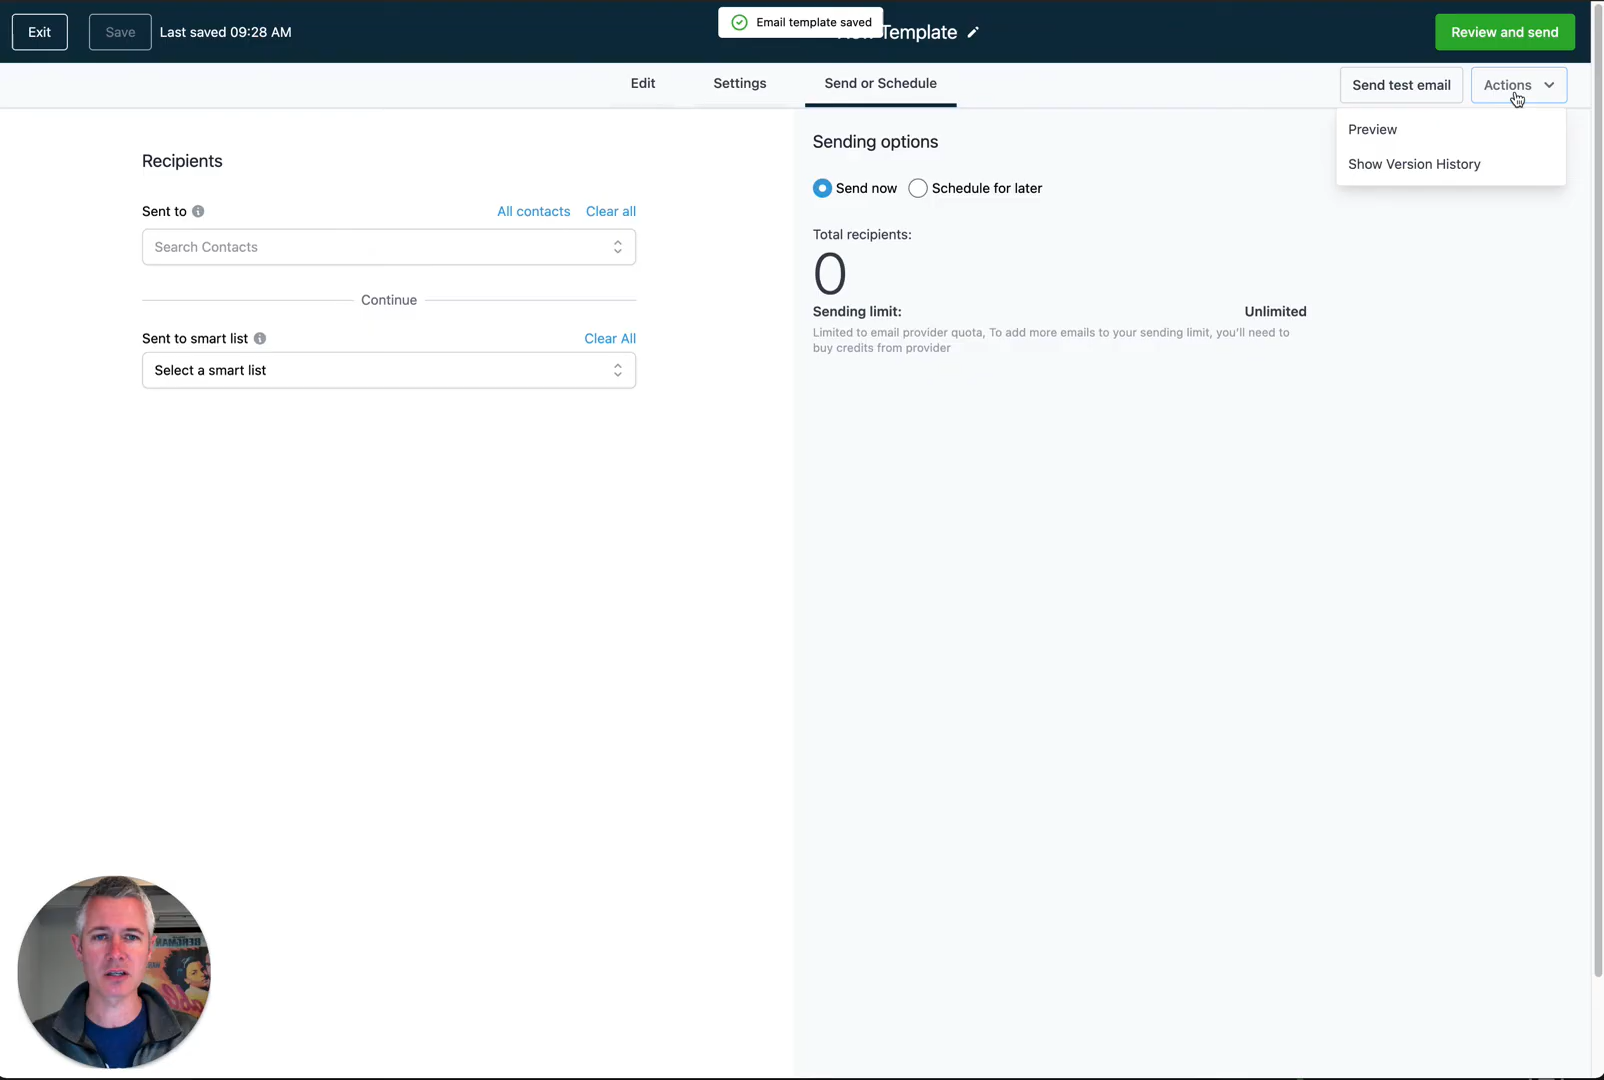 Exit
Save
Last saved 09:28 AM
Email template saved
Template
Review and send
Edit
Settings
Send or Schedule
Send test email
Actions
Preview
Show Version History
Recipients
Sent to
All contacts
Clear all
Search Contacts
Continue
Sent to smart list
Clear All
Select a smart list
Sending options
Send now
Schedule for later
Total recipients:
0
Sending limit:
Unlimited
Limited to email provider quota, To add more emails to your sending limit, you'll need to
buy credits from provider
BERGMAN